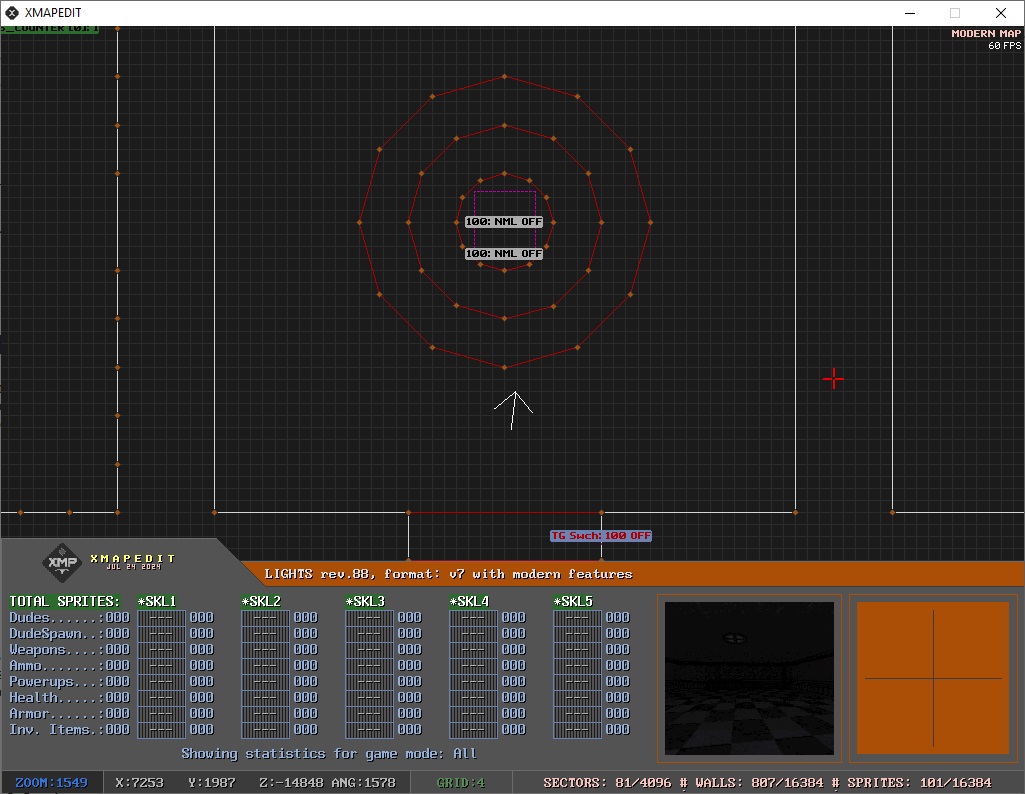 XMAPEDIT
S_COUNTER [0]: 1
MODERN MAP
60 FPS
100: NML OFF
100: NML OFF
TG Swch: 100 OFF
XMP
XMAPEDIT
JUL 24 2024
LIGHTS rev.88, format: v7 with modern features
TOTAL SPRITES: *SKL1 *SKL2 *SKL3 *SKL4 *SKL5
Dudes......:000 --- 000 --- 000 --- 000 --- 000 --- 000
DudeSpawn..:000 --- 000 --- 000 --- 000 --- 000 --- 000
Weapons....:000 --- 000 --- 000 --- 000 --- 000 --- 000
Ammo.......:000 --- 000 --- 000 --- 000 --- 000 --- 000
Powerups...:000 --- 000 --- 000 --- 000 --- 000 --- 000
Health.....:000 --- 000 --- 000 --- 000 --- 000 --- 000
Armor......:000 --- 000 --- 000 --- 000 --- 000 --- 000
Inv. Items.:000 --- 000 --- 000 --- 000 --- 000 --- 000
Showing statistics for game mode: All
ZOOM:1549 X:7253 Y:1987 Z:-14848 ANG:1578 GRID:4 SECTORS: 81/4096 # WALLS: 807/16384 # SPRITES: 101/16384